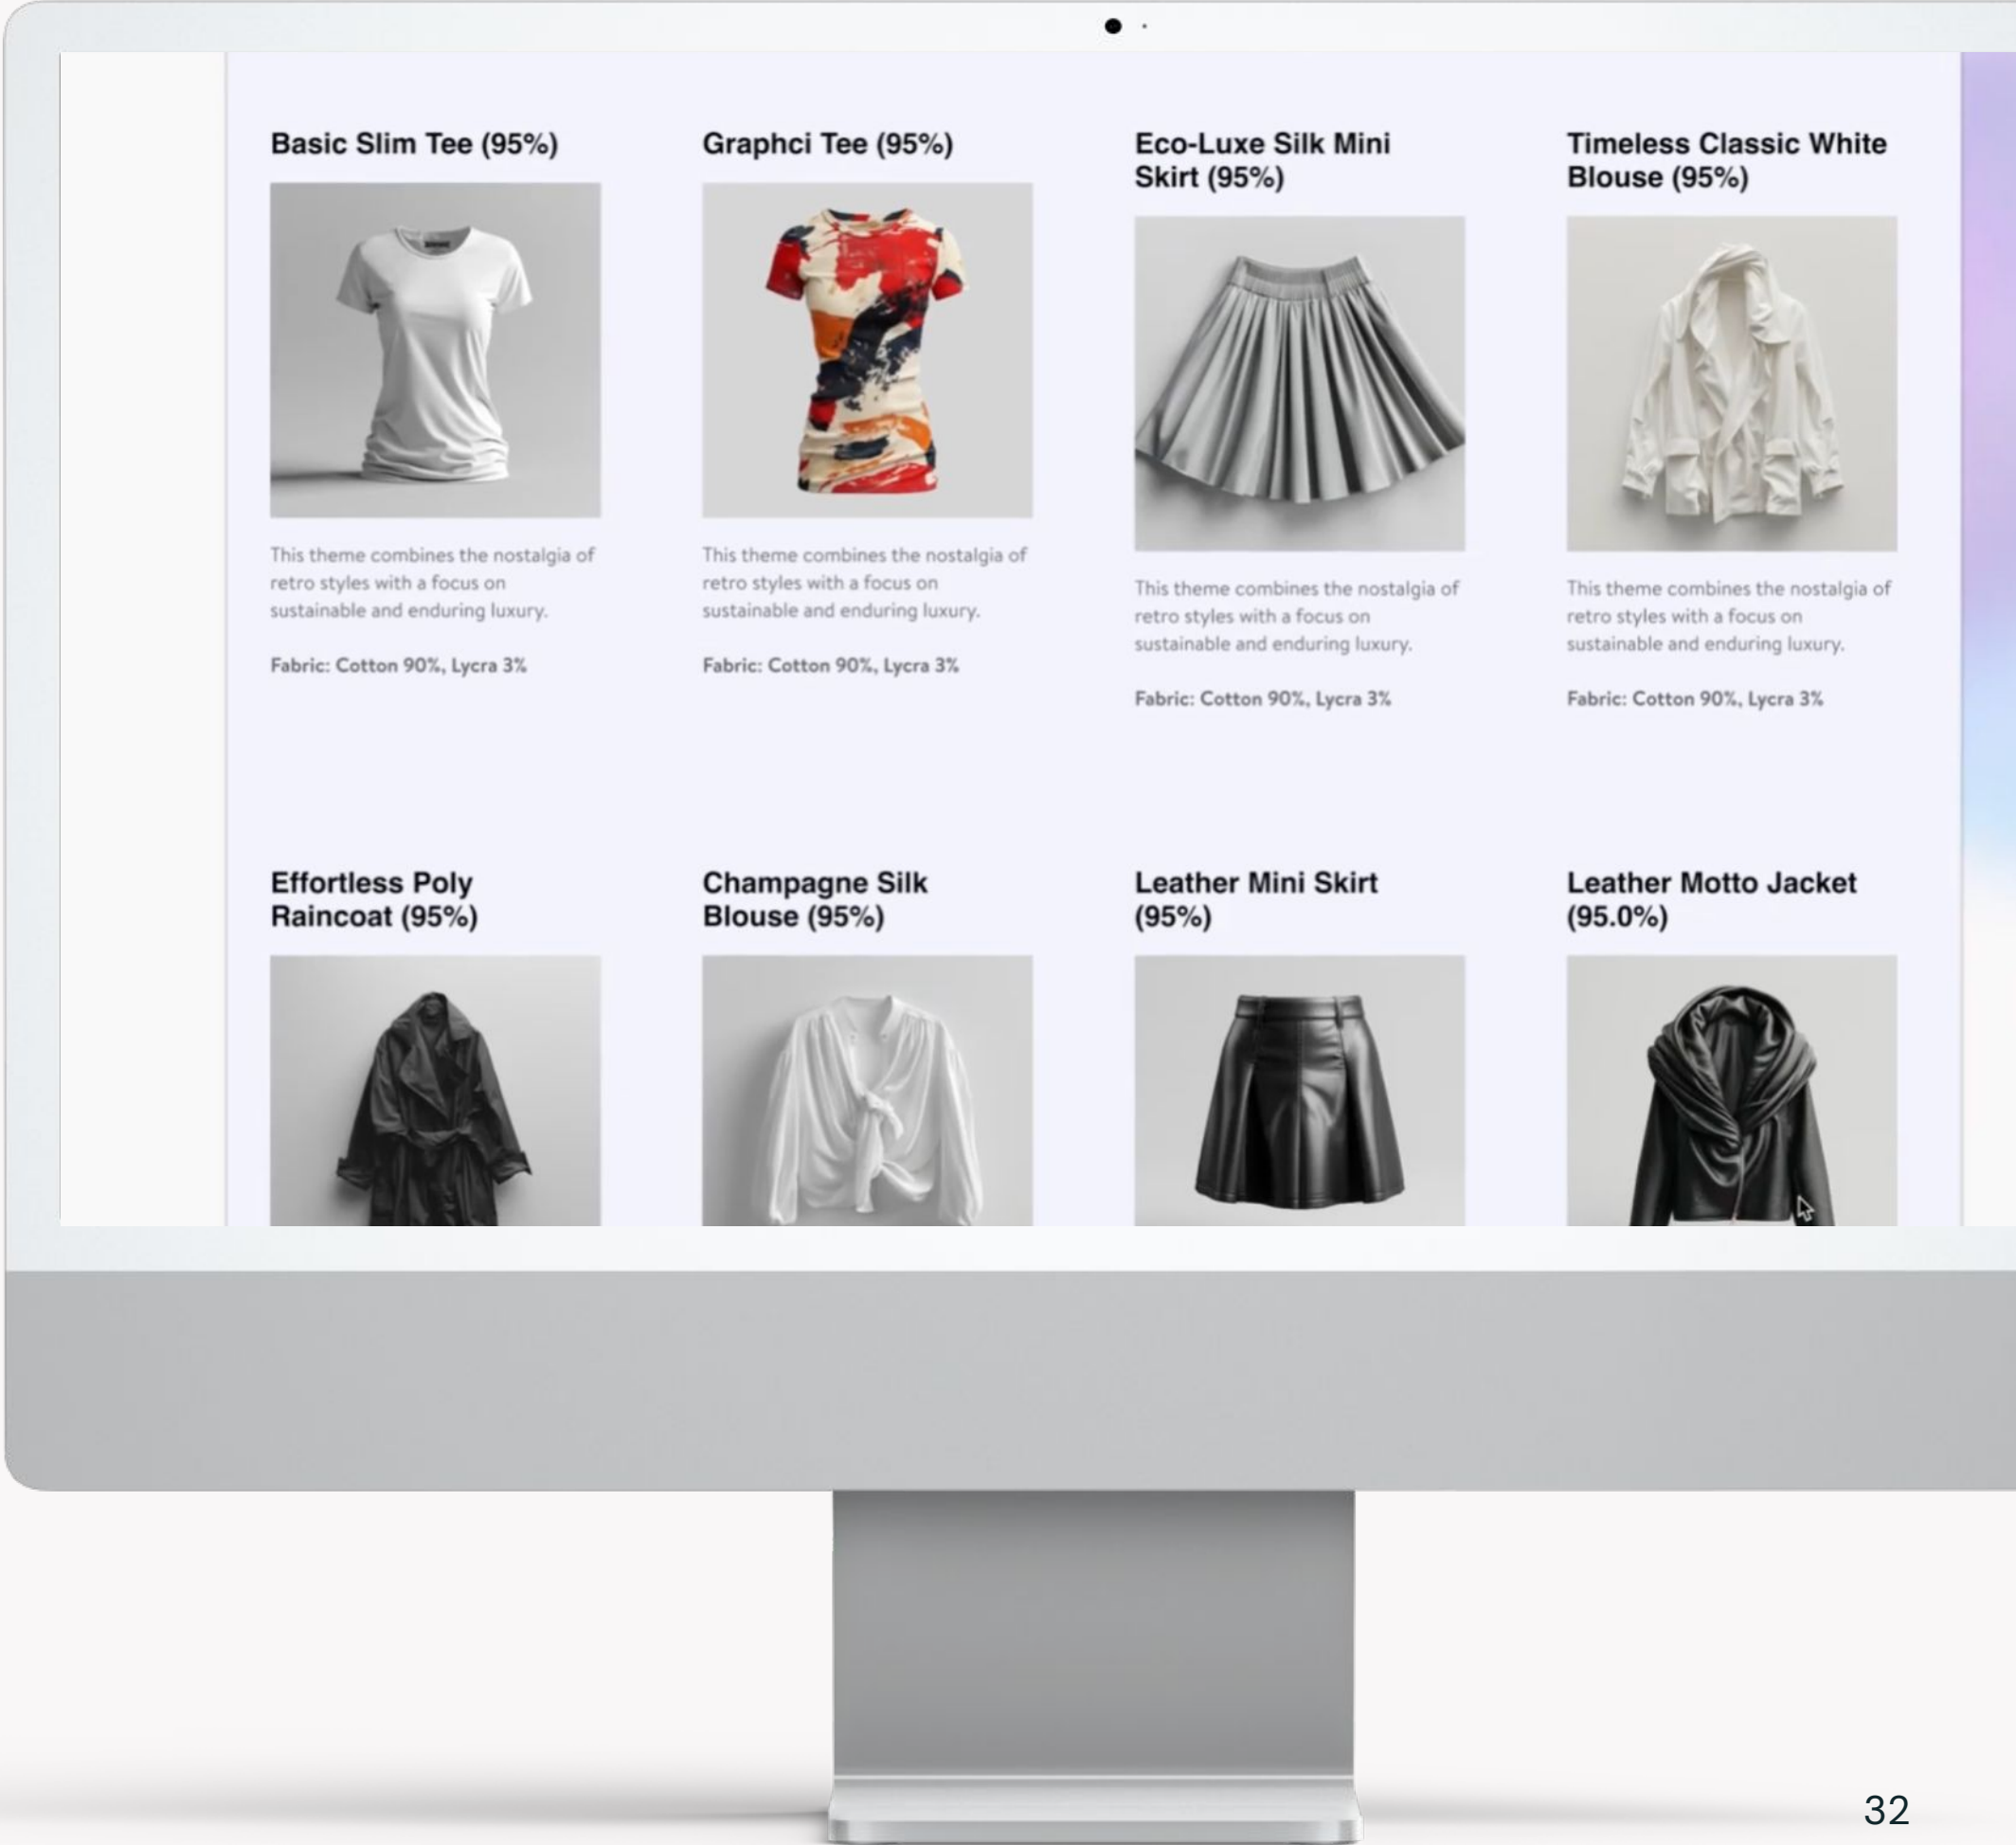 Basic Slim Tee (95%)
This theme combines the nostalgia of
retro styles with a focus on
sustainable and enduring luxury.
Fabric: Cotton 90%, Lycra 3%
Graphci Tee (95%)
This theme combines the nostalgia of
retro styles with a focus on
sustainable and enduring luxury.
Fabric: Cotton 90%, Lycra 3%
Eco-Luxe Silk Mini
Skirt (95%)
This theme combines the nostalgia of
retro styles with a focus on
sustainable and enduring luxury.
Fabric: Cotton 90%, Lycra 3%
Timeless Classic White
Blouse (95%)
This theme combines the nostalgia of
retro styles with a focus on
sustainable and enduring luxury.
Fabric: Cotton 90%, Lycra 3%
Effortless Poly
Raincoat (95%)
Champagne Silk
Blouse (95%)
Leather Mini Skirt
(95%)
Leather Motto Jacket
(95.0%)
32